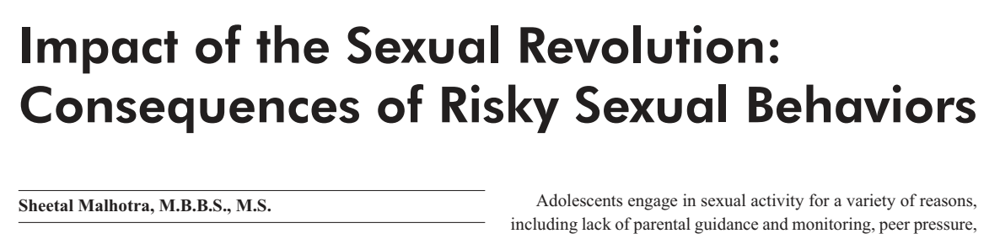 Impact of the Sexual Revolution:
Consequences of Risky Sexual Behaviors
Sheetal Malhotra, M.B.B.S., M.S.
Adolescents engage in sexual activity for a variety of reasons,
including lack of parental guidance and monitoring, peer pressure,